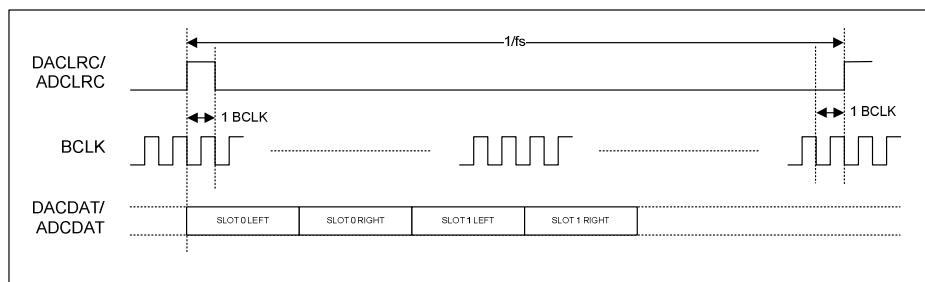 1/fs
DACLRC/
ADCLRC
1 BCLK
1 BCLK
BCLK
DACDAT/
ADCDAT
SLOT 0 LEFT
SLOT 0 RIGHT
SLOT 1 LEFT
SLOT 1 RIGHT